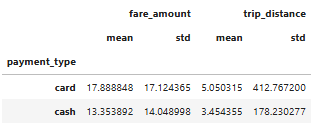 fare_amount trip_distance
mean std mean std
payment_type
card 17.888848 17.124365 5.050315 412.767200
cash 13.353892 14.048998 3.454355 178.230277